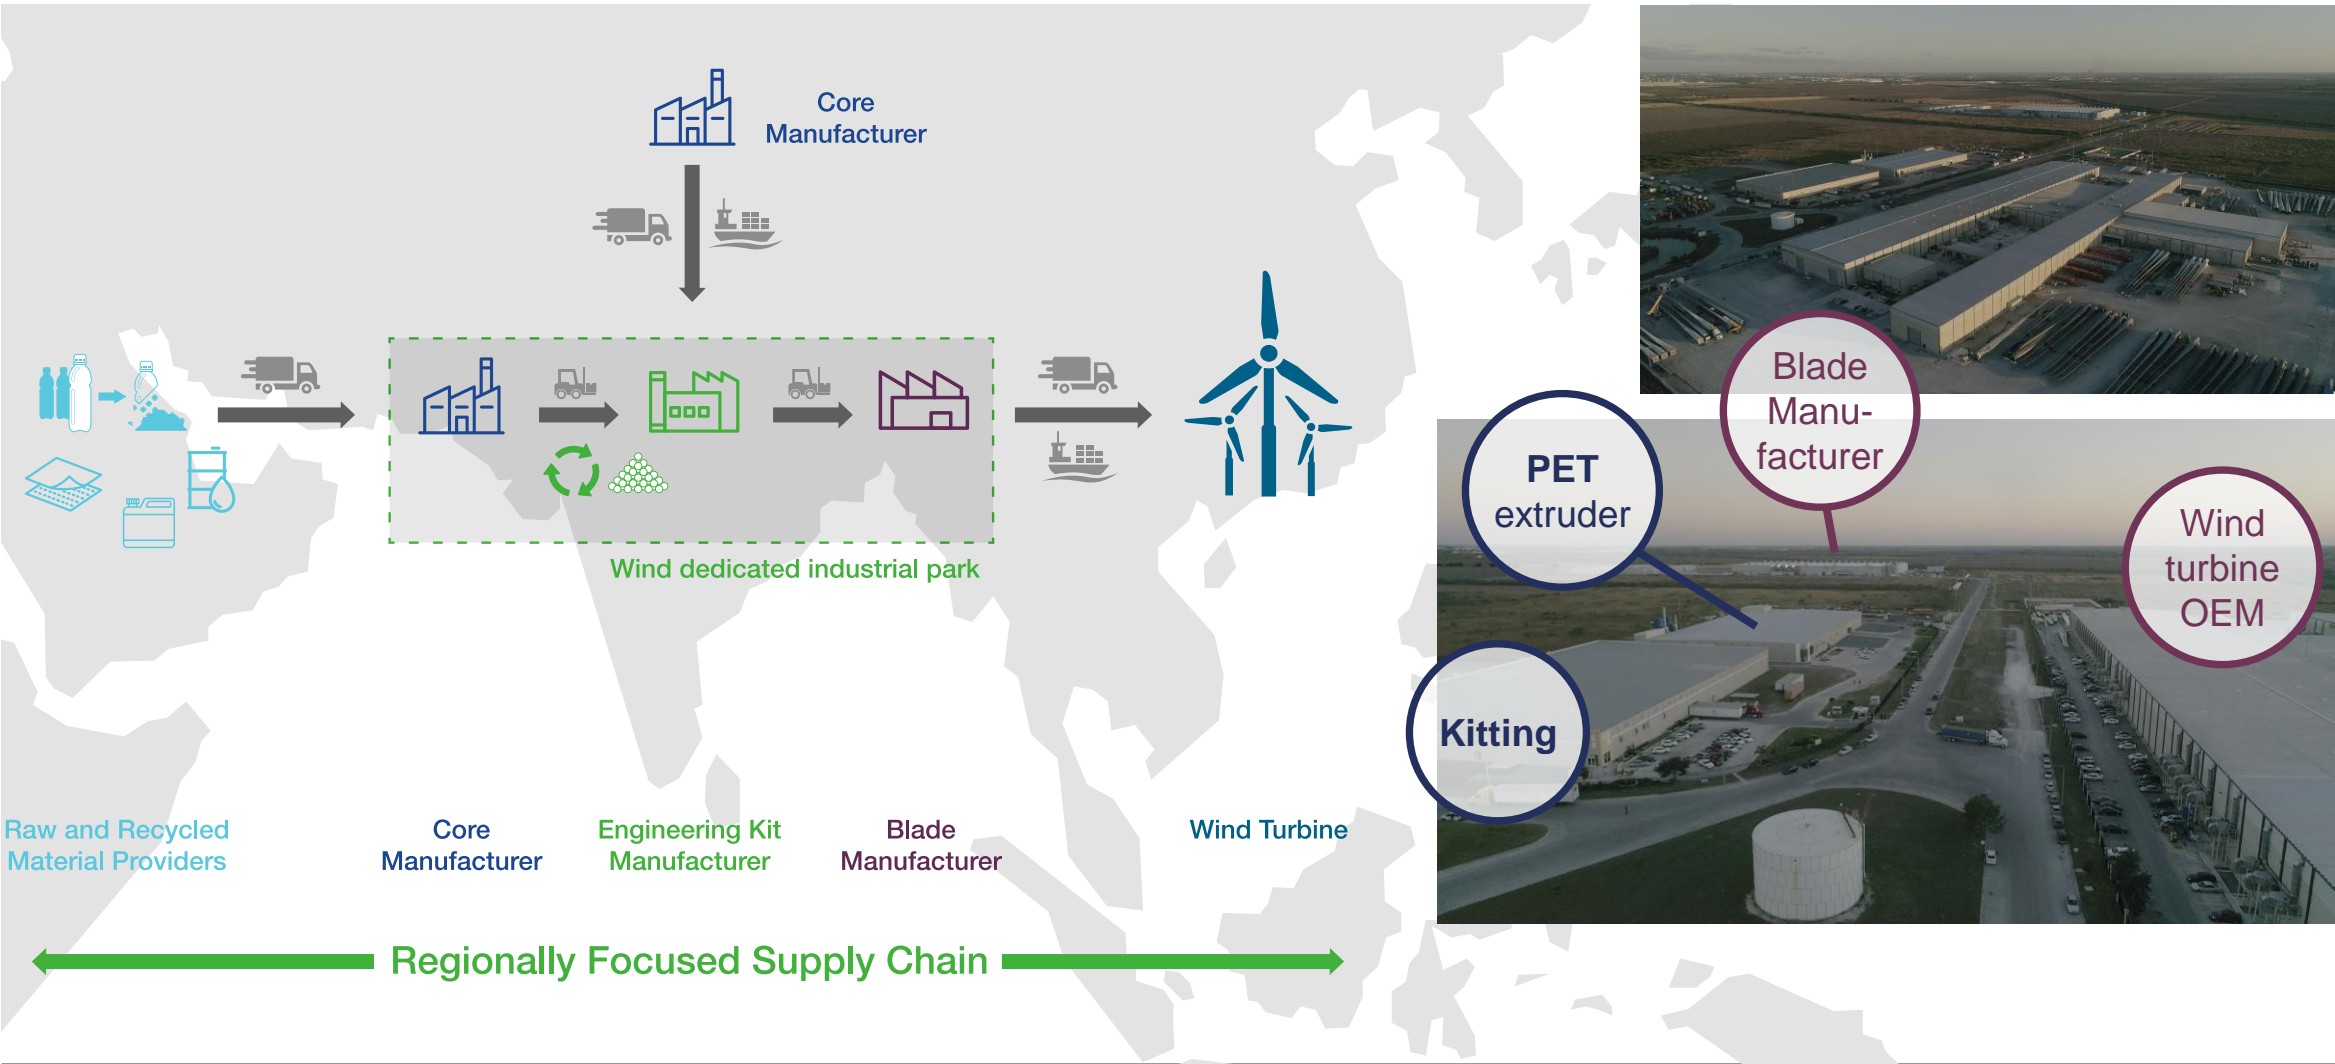 Core
Manufacturer
Wind dedicated industrial park
Raw and Recycled
Material Providers
Core
Manufacturer
Engineering Kit
Manufacturer
Blade
Manufacturer
Wind Turbine
Regionally Focused Supply Chain
Blade
Manu-
facturer
PET
extruder
Wind
turbine
OEM
Kitting